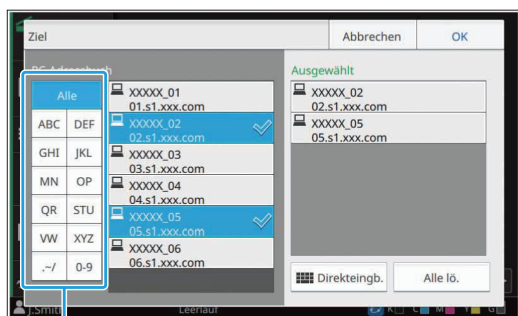 Ziel
Abbrechen
OK
PC-Adressbuch
Alle
ABC DEF
GHI JKL
MN OP
QR STU
VW XYZ
.~/ 0-9
XXXXX_01
01.s1.xxx.com
XXXXX_02
02.s1.xxx.com
XXXXX_03
03.s1.xxx.com
XXXXX_04
04.s1.xxx.com
XXXXX_05
05.s1.xxx.com
XXXXX_06
06.s1.xxx.com
Ausgewählt
XXXXX_02
02.s1.xxx.com
XXXXX_05
05.s1.xxx.com
Direkteingb.
Alle lö.
J.Smith
Leerlauf
K C M Y G